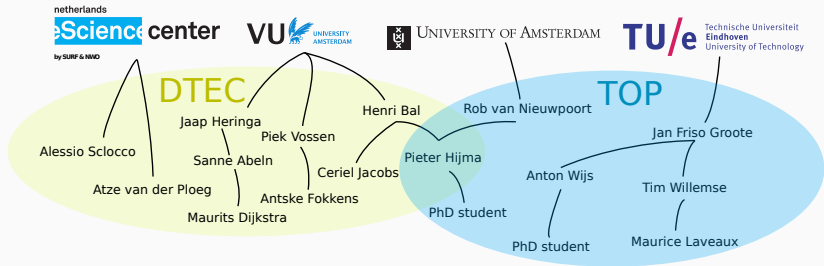 netherlands
eScience center
by SURF & NWO
VU
UNIVERSITY
AMSTERDAM
UNIVERSITY OF AMSTERDAM
TU/e
Technische Universiteit
Eindhoven
University of Technology
DTEC
TOP
Henri Bal
Rob van Nieuwpoort
Jaap Heringa
Piek Vossen
Jan Friso Groote
Alessio Sclocco
Sanne Abeln
Pieter Hijma
Ceriel Jacobs
Anton Wijs
Atze van der Ploeg
Tim Willemse
Antske Fokkens
Maurits Dijkstra
PhD student
PhD student
Maurice Laveaux